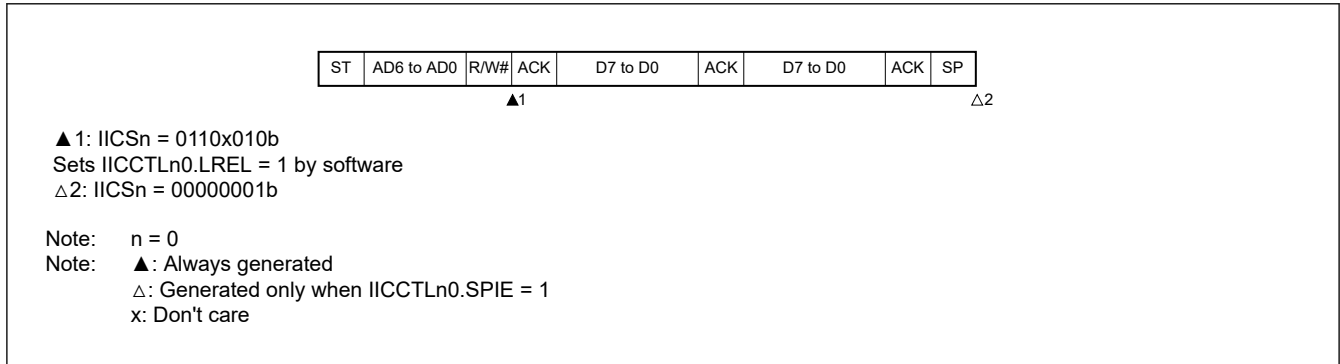 ST AD6 to AD0 R/W# ACK D7 to D0 ACK D7 to D0 ACK SP
▲1 △2
▲1: IICSn = 0110x010b
Sets IICCTLn0.LREL = 1 by software
△2: IICSn = 00000001b
Note: n = 0
Note: ▲: Always generated
△: Generated only when IICCTLn0.SPIE = 1
x: Don't care